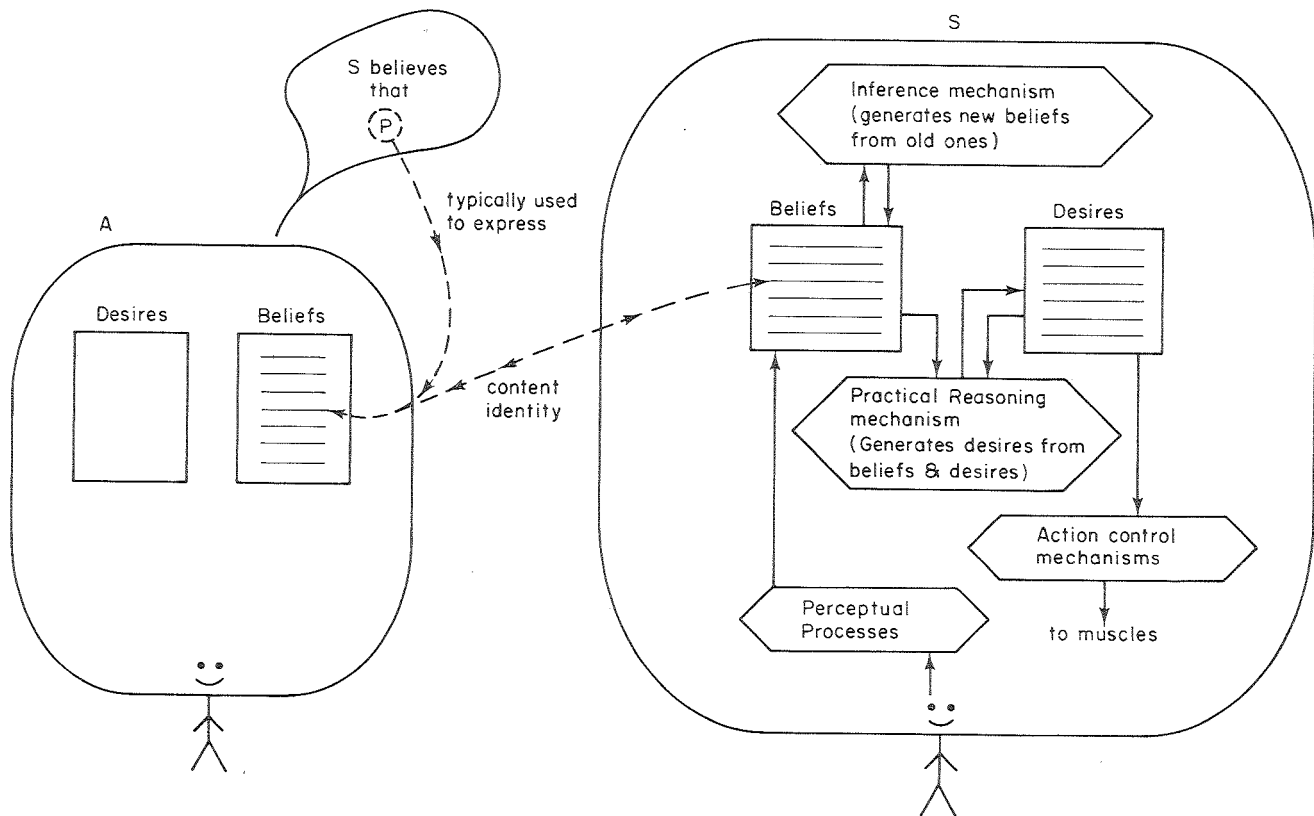 S believes
that
P
typically used
to express
A
Desires
Beliefs
content
identity
S
Inference mechanism
(generates new beliefs
from old ones)
Beliefs
Desires
Practical Reasoning
mechanism
(Generates desires from
beliefs & desires)
Action control
mechanisms
to muscles
Perceptual
Processes